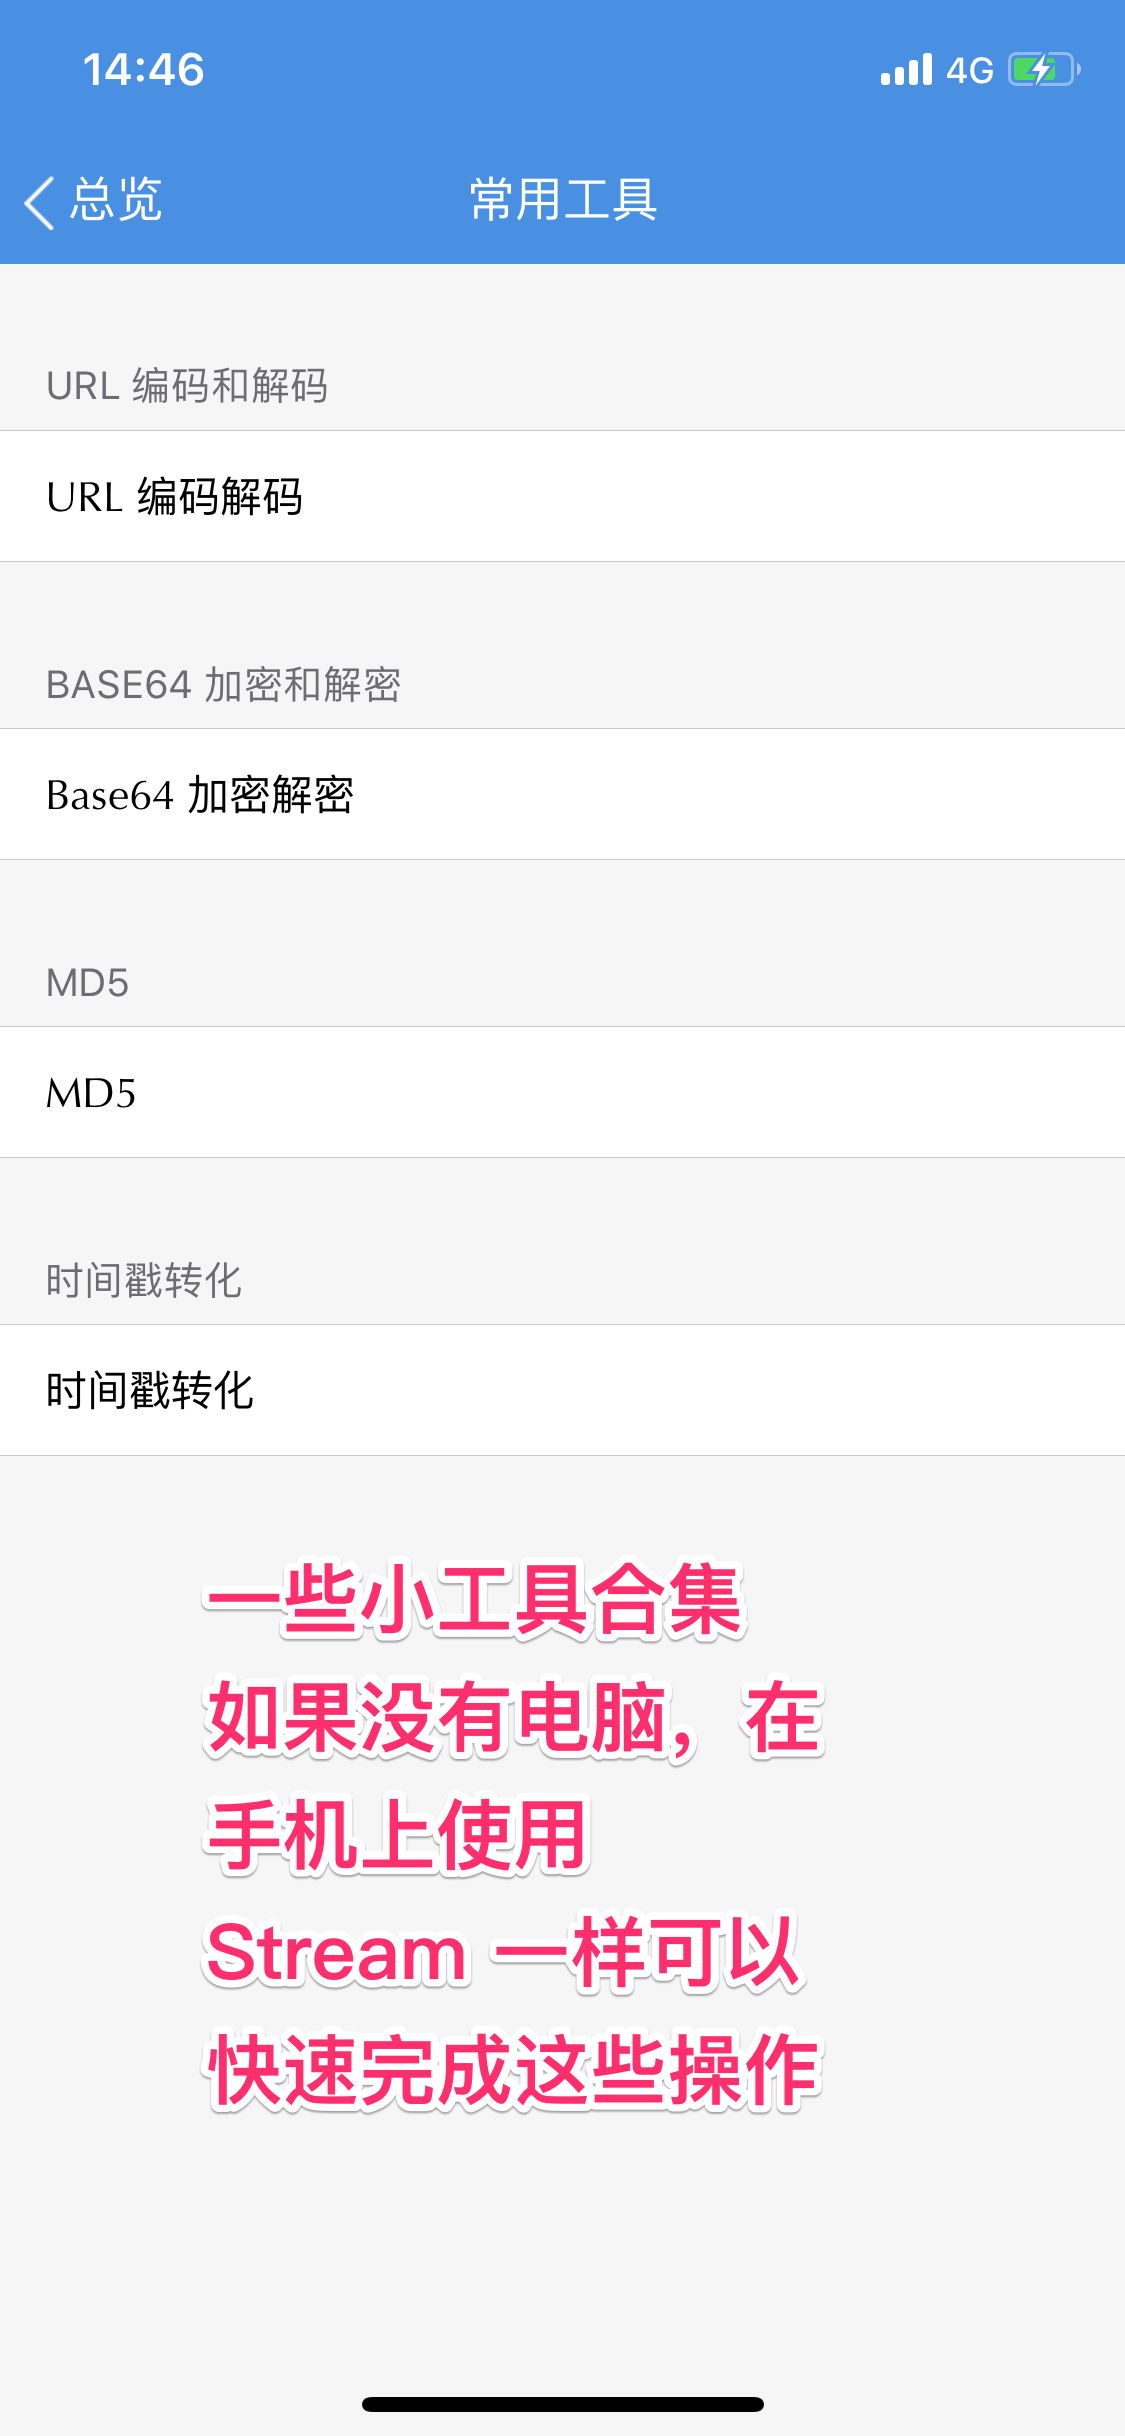 14:46
4G
总览
常用工具
URL 编码和解码
URL 编码解码
BASE64 加密和解密
Base64 加密解密
MD5
MD5
时间戳转化
时间戳转化
一些小工具合集
如果没有电脑，在
手机上使用
Stream 一样可以
快速完成这些操作